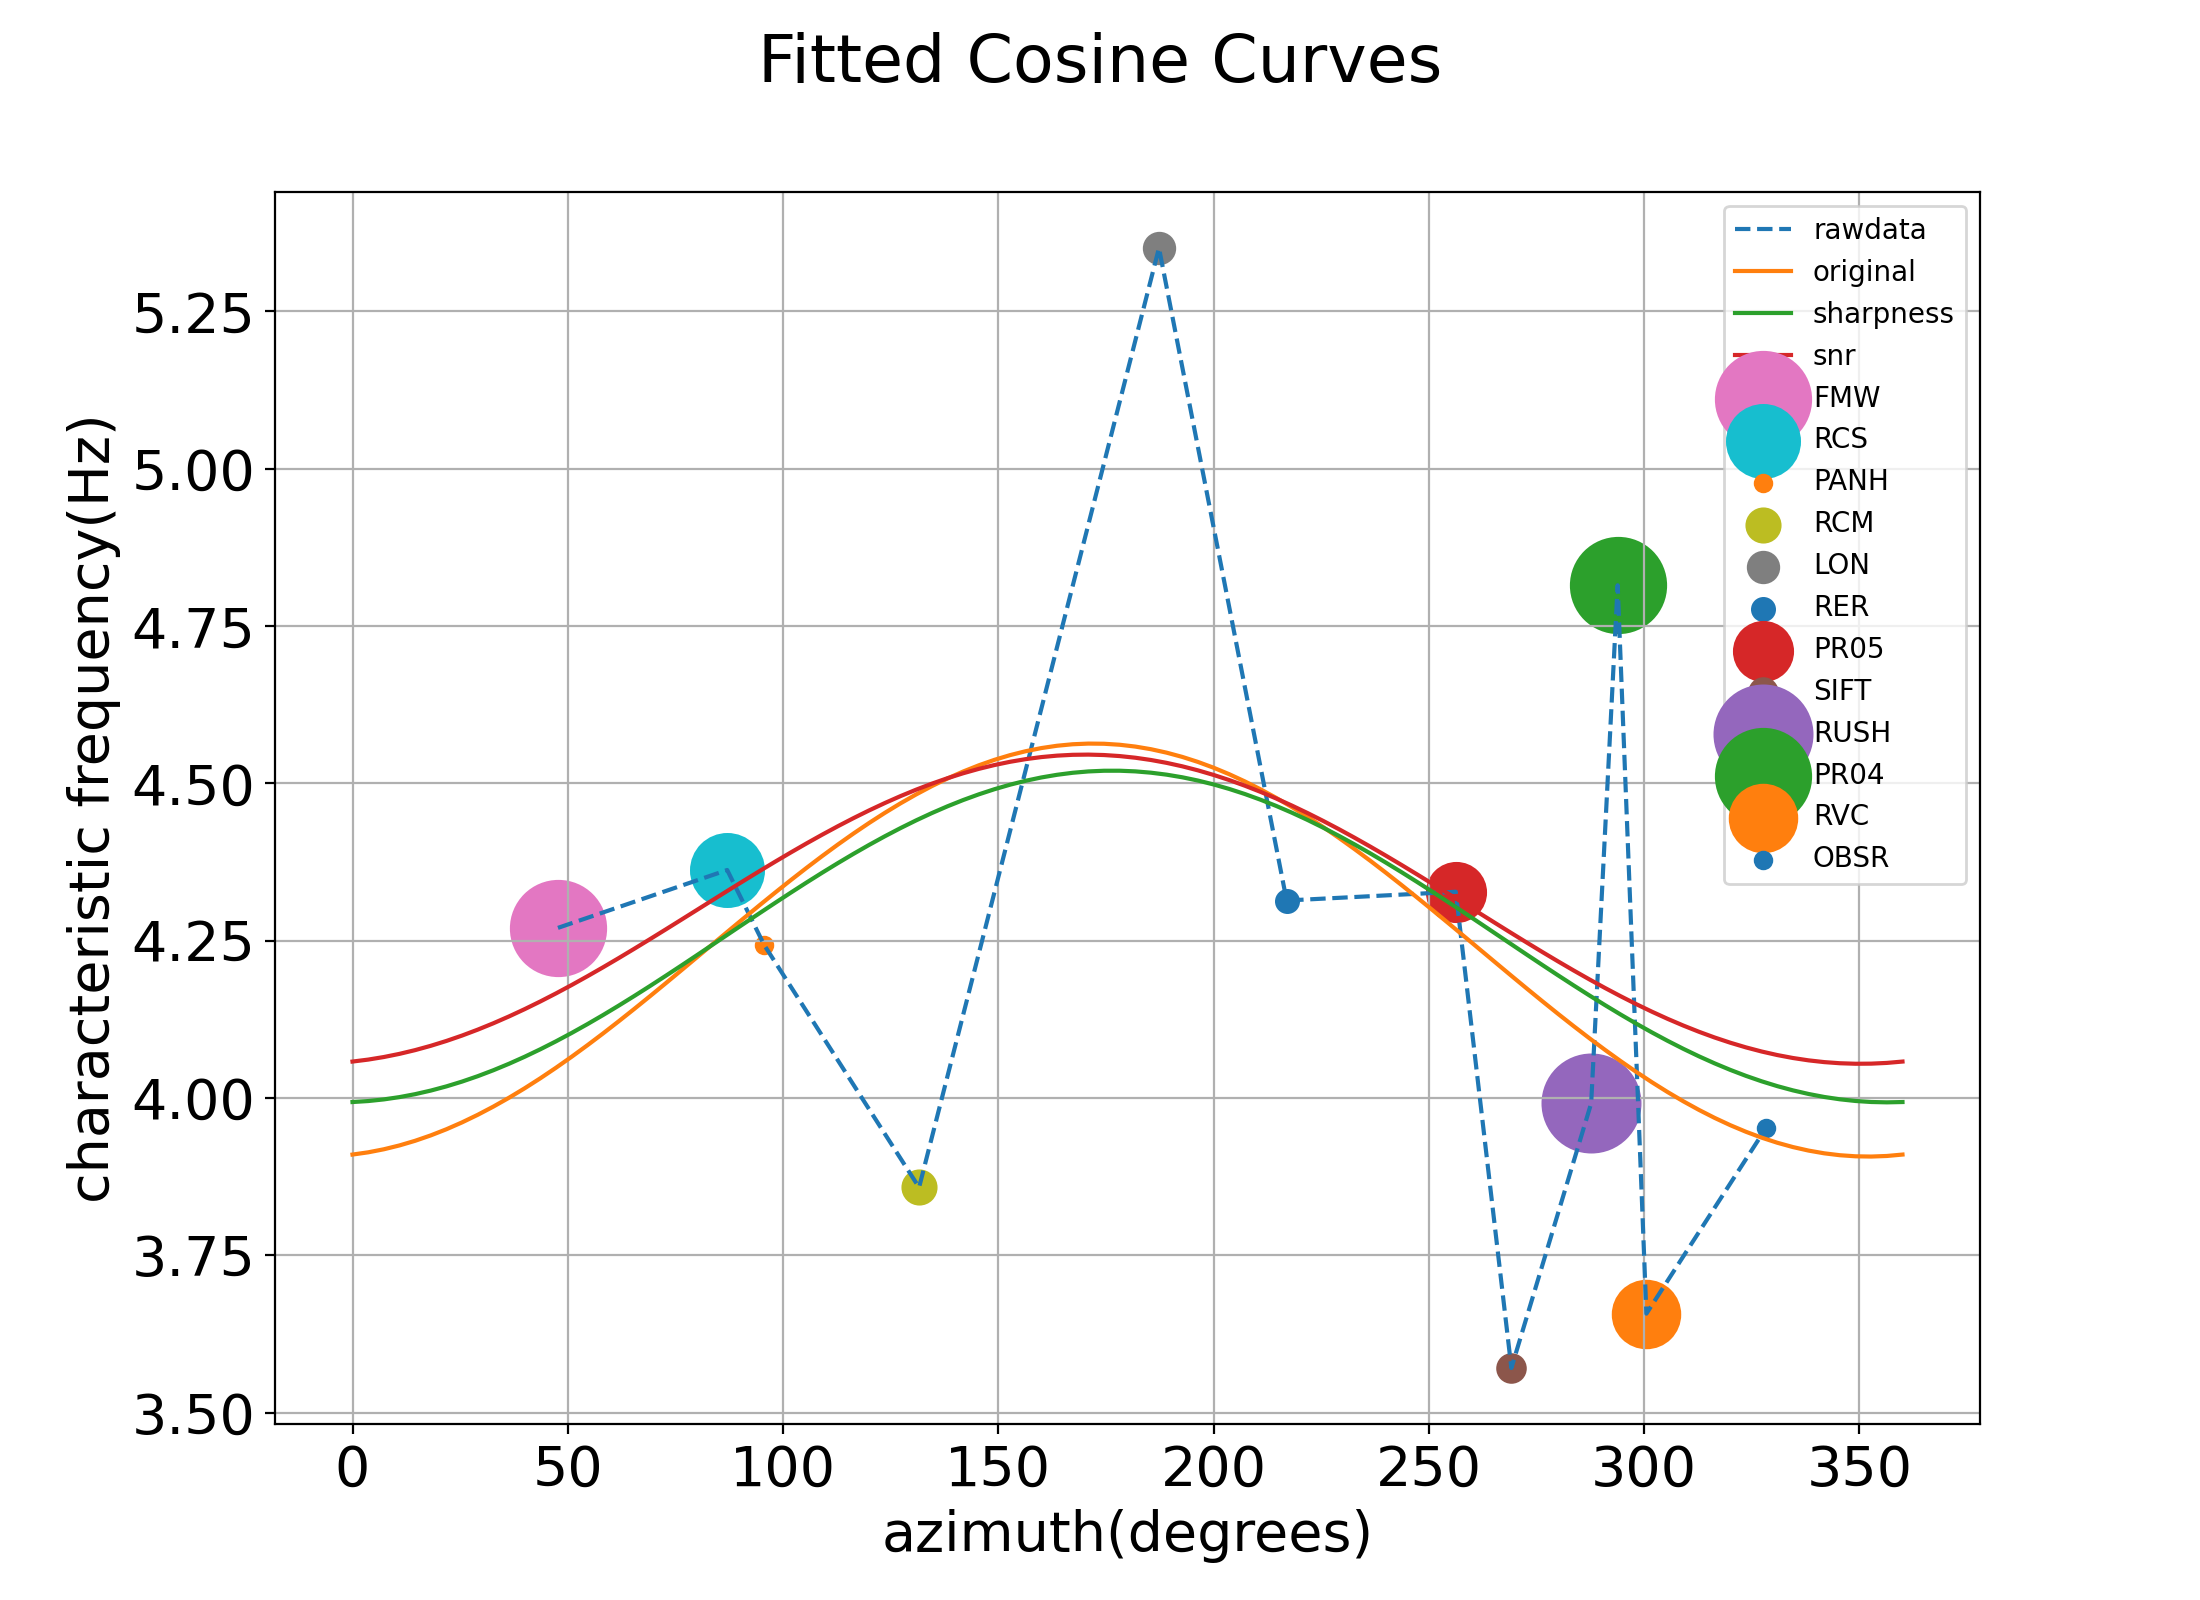 Fitted Cosine Curves
characteristic frequency(Hz)
5.25
5.00
4.75
4.50
4.25
4.00
3.75
3.50
rawdata
original
sharpness
snr
FMW
RCS
PANH
RCM
LON
RER
PR05
SIFT
RUSH
PR04
RVC
OBSR
0 50 100 150 200 250 300 350
azimuth(degrees)